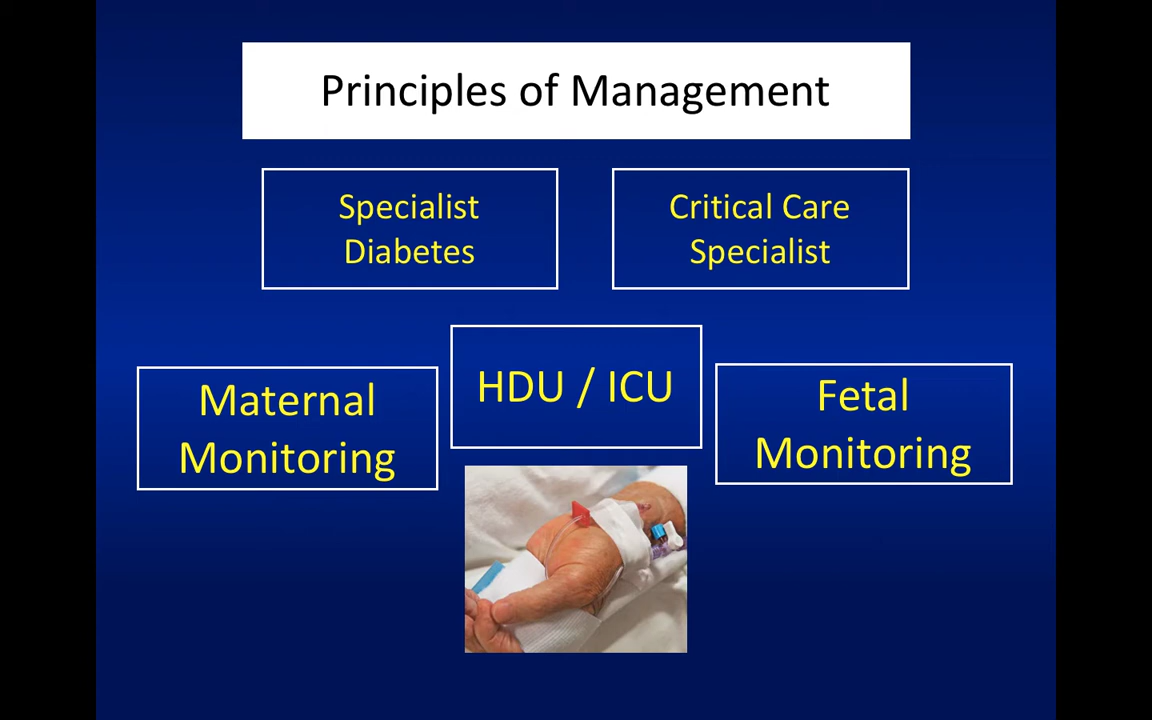 Principles of Management
Specialist
Diabetes
Critical Care
Specialist
HDU / ICU
Maternal
Monitoring
Fetal
Monitoring